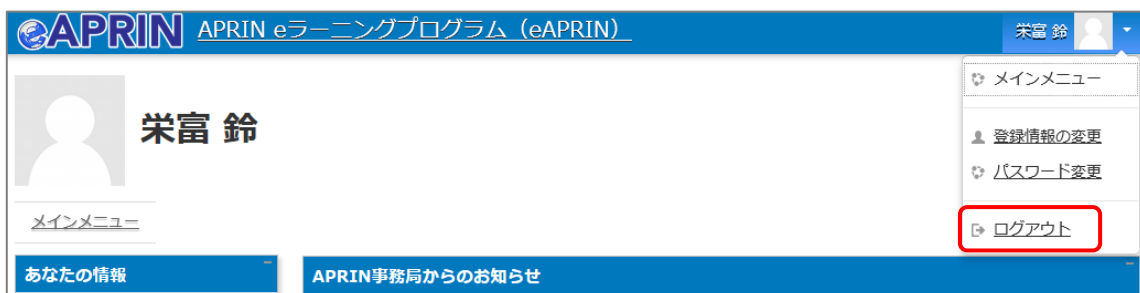 eAPRIN APRIN eラーニングプログラム（eAPRIN）
栄富 鈴
メインメニュー
登録情報の変更
パスワード変更
ログアウト
栄富 鈴
メインメニュー
あなたの情報
APRIN事務局からのお知らせ